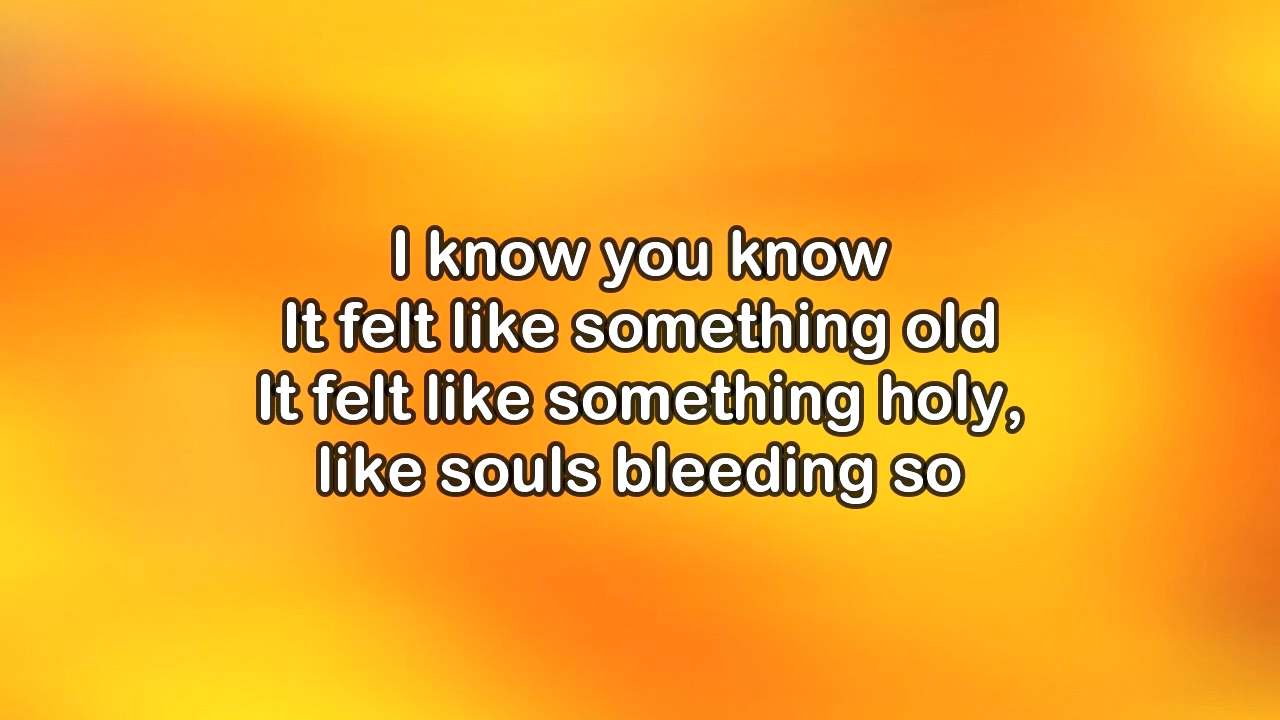 I know you know
It felt like something old
It felt like something holy,
like souls bleeding so